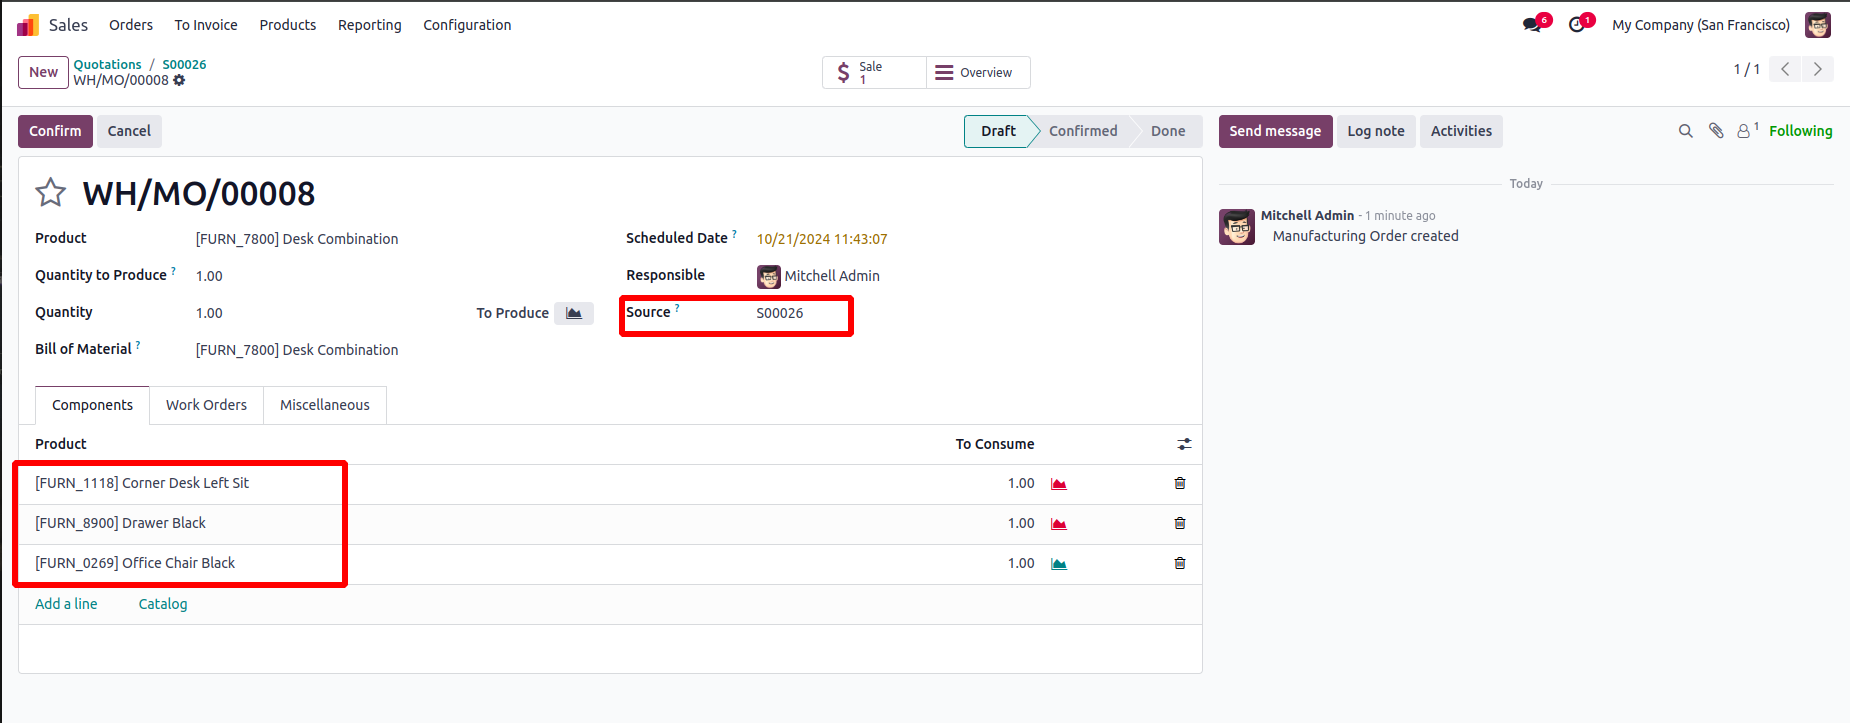 Sales Orders To Invoice Products Reporting Configuration 6 1 My Company (San Francisco)
New Quotations / S00026
WH/MO/00008
$ Sale 1 Overview 1 / 1
Confirm Cancel Draft Confirmed Done Send message Log note Activities 1 Following
WH/MO/00008
Product [FURN_7800] Desk Combination
Quantity to Produce ? 1.00
Quantity 1.00 To Produce
Bill of Material ? [FURN_7800] Desk Combination
Scheduled Date ? 10/21/2024 11:43:07
Responsible Mitchell Admin
Source ? S00026
Components Work Orders Miscellaneous
Product To Consume
[FURN_1118] Corner Desk Left Sit 1.00
[FURN_8900] Drawer Black 1.00
[FURN_0269] Office Chair Black 1.00
Add a line Catalog
Today
Mitchell Admin - 1 minute ago
Manufacturing Order created